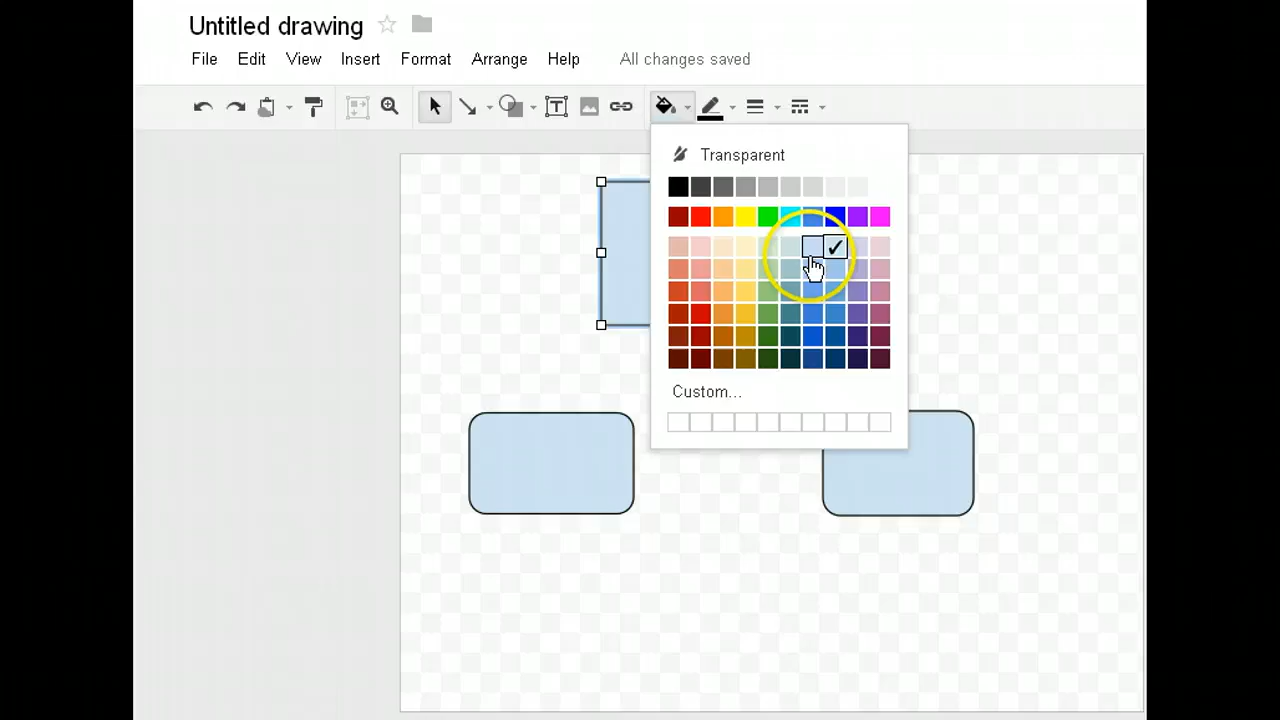 Untitled drawing
File Edit View Insert Format Arrange Help All changes saved
Transparent
Custom...